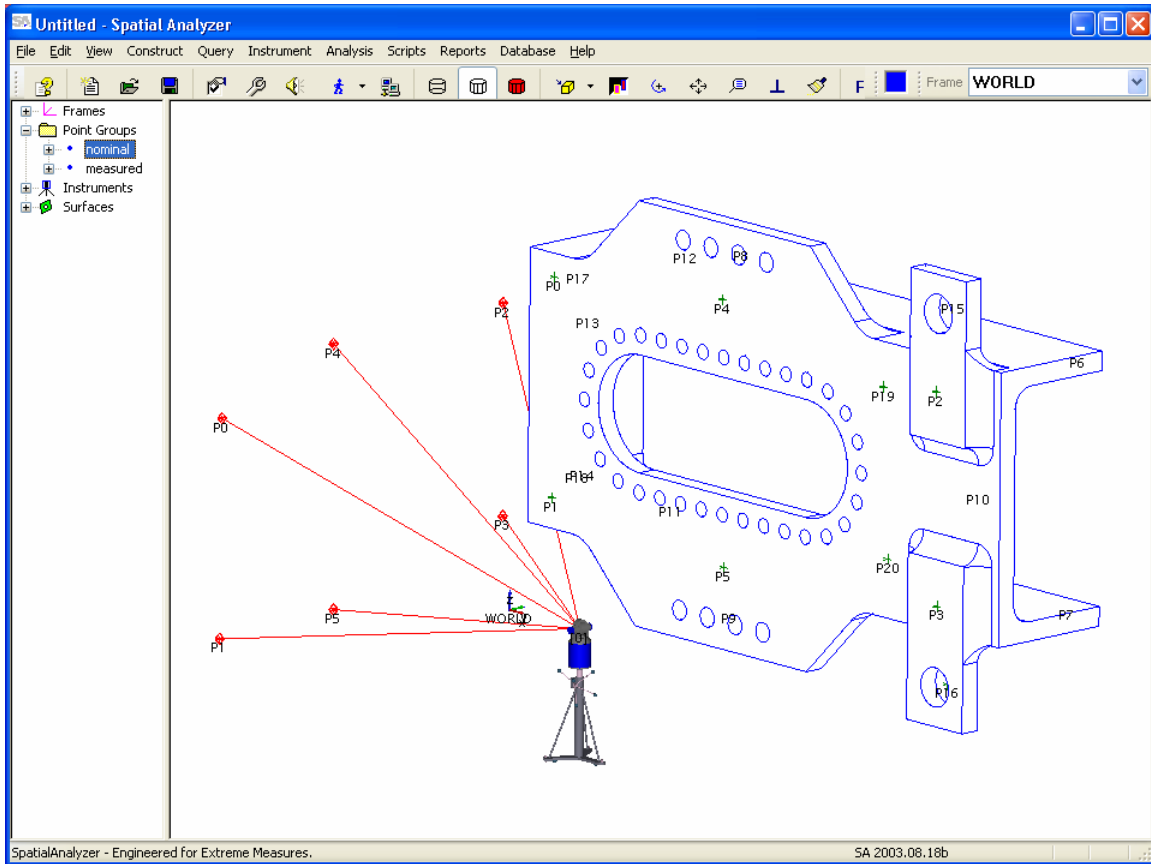 SA Untitled - Spatial Analyzer
File Edit View Construct Query Instrument Analysis Scripts Reports Database Help
F Frame WORLD
Frames
Point Groups
nominal
measured
Instruments
Surfaces
P12 P8
P0 P17
P2
P4
P15
P13
P4
P6
P19 P2
P0
P14
P10
P1
P11
P3
P20
P5
P5
WORLD
P9
P3
P7
P1
P16
SpatialAnalyzer - Engineered for Extreme Measures. SA 2003.08.18b